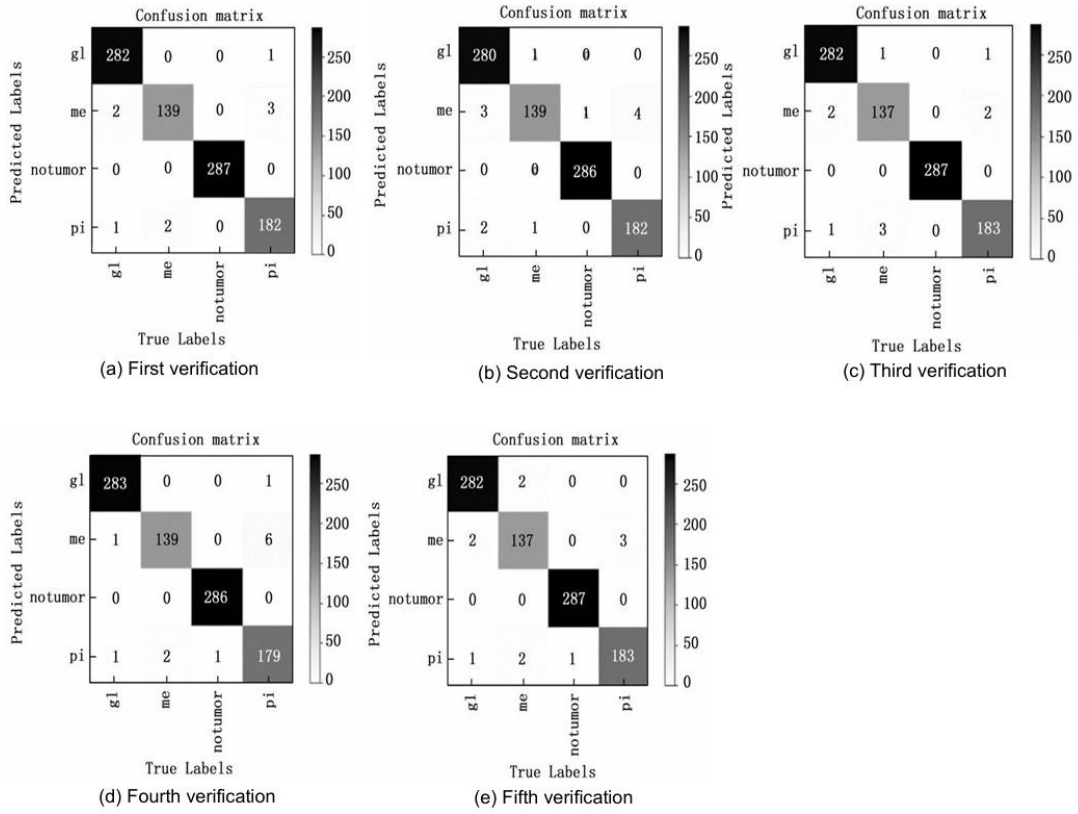 Confusion matrix
Predicted Labels
gl 282 0 0 1
me 2 139 0 3
notumor 0 0 287 0
pi 1 2 0 182
gl me notumor pi
True Labels
250
200
150
100
50
0
(a) First verification
Confusion matrix
Predicted Labels
gl 280 1 0 0
me 3 139 1 4
notumor 0 0 286 0
pi 2 1 0 182
gl me notumor pi
True Labels
250
200
150
100
50
0
(b) Second verification
Confusion matrix
Predicted Labels
gl 282 1 0 1
me 2 137 0 2
notumor 0 0 287 0
pi 1 3 0 183
gl me notumor pi
True Labels
250
200
150
100
50
0
(c) Third verification
Confusion matrix
Predicted Labels
gl 283 0 0 1
me 1 139 0 6
notumor 0 0 286 0
pi 1 2 1 179
gl me notumor pi
True Labels
250
200
150
100
50
0
(d) Fourth verification
Confusion matrix
Predicted Labels
gl 282 2 0 0
me 2 137 0 3
notumor 0 0 287 0
pi 1 2 1 183
gl me notumor pi
True Labels
250
200
150
100
50
0
(e) Fifth verification